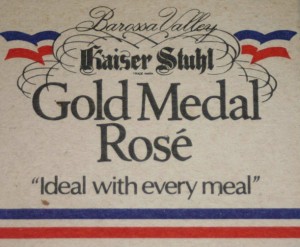 Barossa Valley
Kaiser Stuhl
Gold Medal
Rosé
"Ideal with every meal"